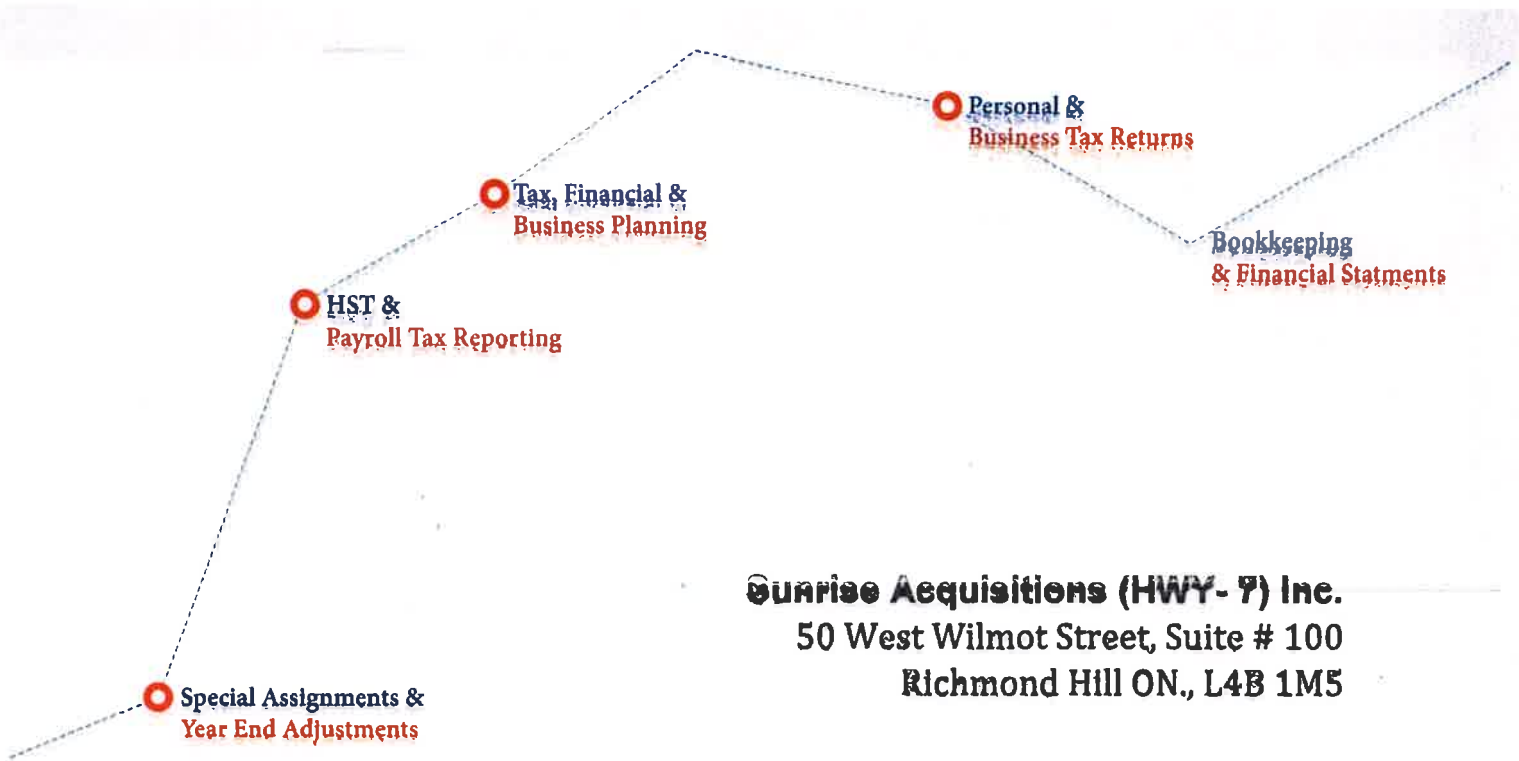 Personal &
Business Tax Returns
Tax, Financial &
Business Planning
Bookkeeping
& Financial Statments
HST &
Payroll Tax Reporting
Sunrise Acquisitions (HWY- 7) Inc.
50 West Wilmot Street, Suite # 100
Richmond Hill ON., L4B 1M5
Special Assignments &
Year End Adjustments